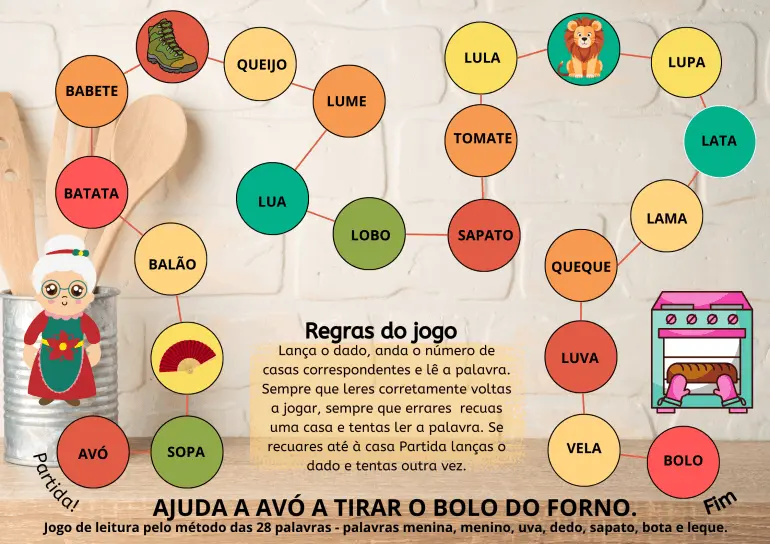 Partida!
AVÓ
SOPA
BALÃO
BATATA
BABETE
QUEIJO
LUME
LUA
LOBO
SAPATO
TOMATE
LULA
LUPA
LATA
LAMA
QUEQUE
LUVA
VELA
BOLO
Fim
Regras do jogo
Lança o dado, anda o número de
casas correspondentes e lê a palavra.
Sempre que leres corretamente voltas
a jogar, sempre que errares recuas
uma casa e tentas ler a palavra. Se
recuares até à casa Partida lanças o
dado e tentas outra vez.
AJUDA A AVÓ A TIRAR O BOLO DO FORNO.
Jogo de leitura pelo método das 28 palavras - palavras menina, menino, uva, dedo, sapato, bota e leque.